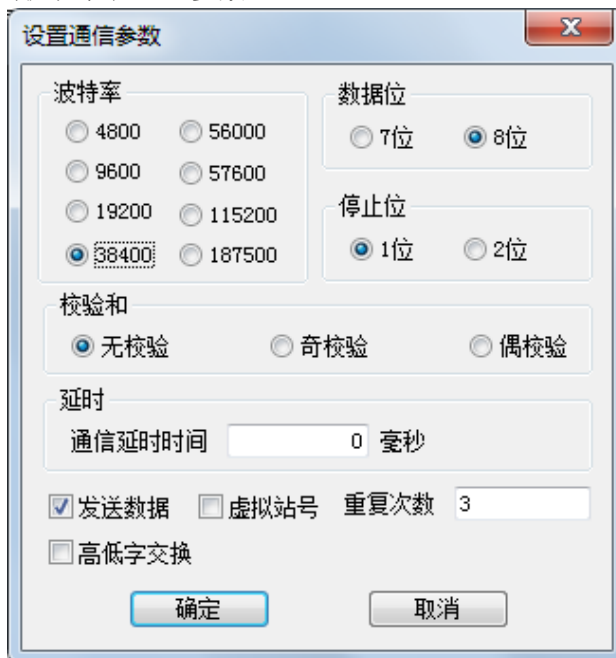 设置通信参数
波特率
4800 56000
9600 57600
19200 115200
38400 187500
数据位
7位 8位
停止位
1位 2位
校验和
无校验 奇校验 偶校验
延时
通信延时时间 0 毫秒
发送数据 虚拟站号 重复次数 3
高低字交换
确定 取消